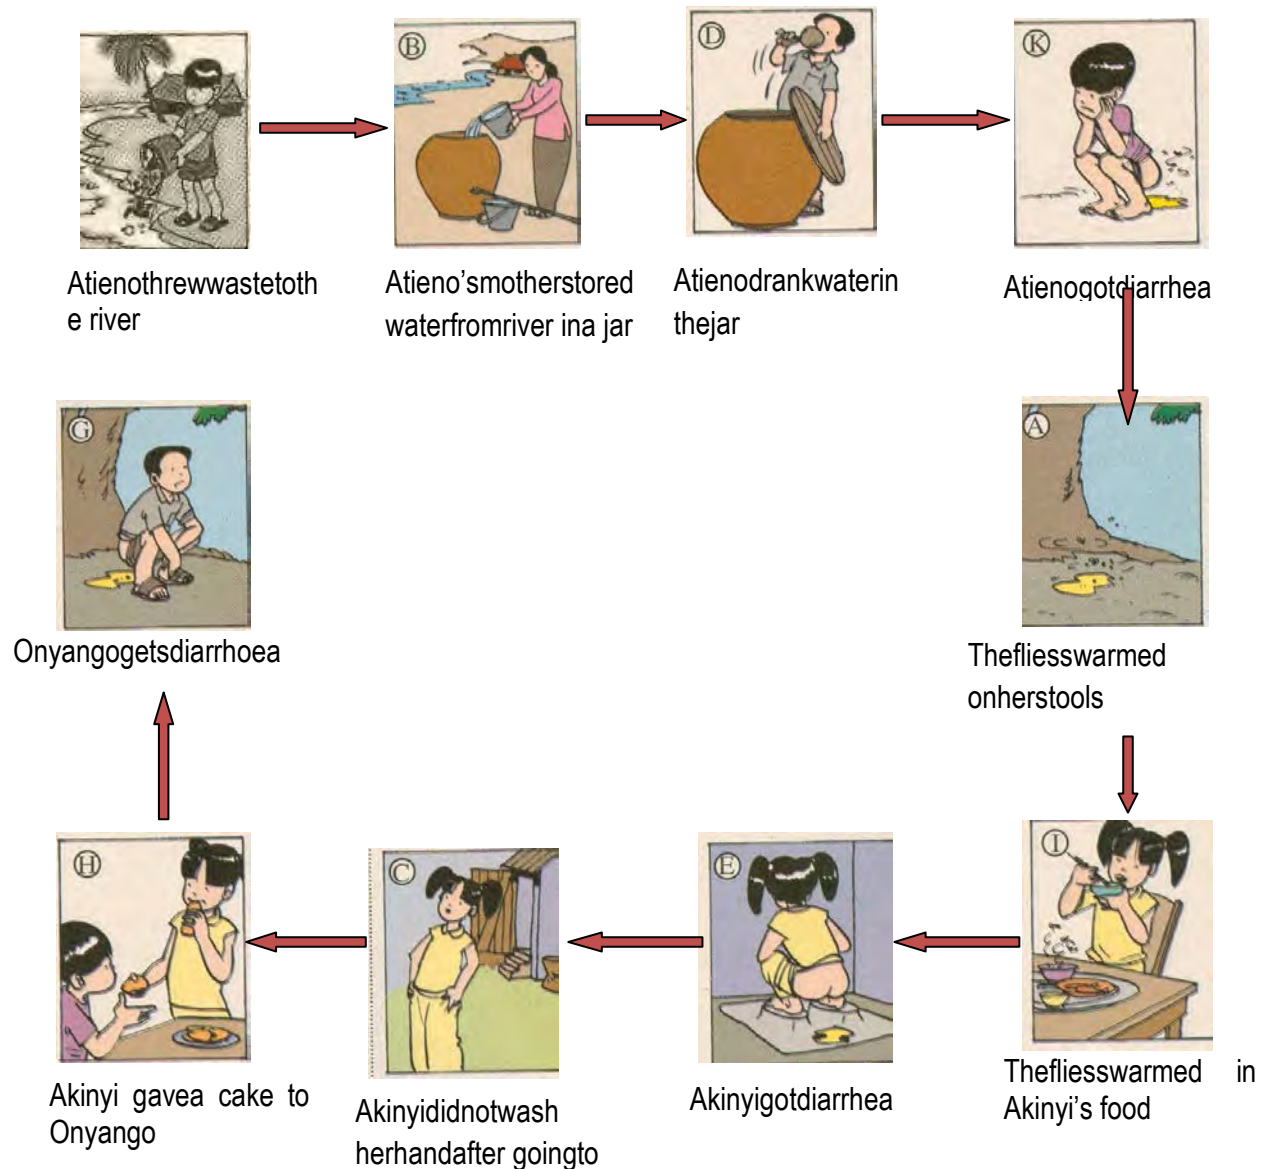 B
D
K
Atienothrewwastetoth
e river
Atieno'smotherstored
waterfromriver ina jar
Atienodrankwaterin
thejar
Atienogotdiarrhea
G
A
Onyangogetsdiarrhoea
Thefliesswarmed
onherstools
H
C
E
I
Akinyi gavea cake to
Onyango
Akinyididnotwash
herhandafter goingto
Akinyigotdiarrhea
Thefliesswarmed in
Akinyi's food